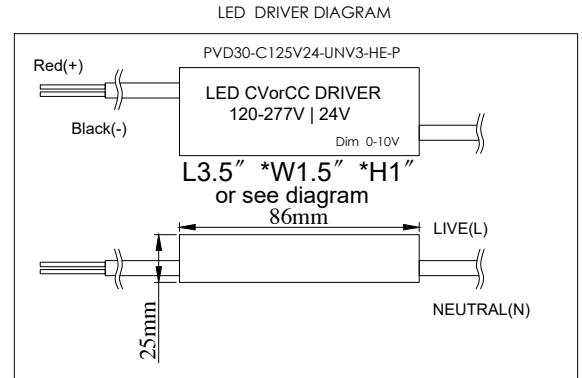 LED DRIVER DIAGRAM
PVD30-C125V24-UNV3-HE-P
Red(+)
LED CVorCC DRIVER
120-277V | 24V
Black(-)
Dim 0-10V
L3.5″ *W1.5″ *H1″
or see diagram
86mm
LIVE(L)
25mm
NEUTRAL(N)